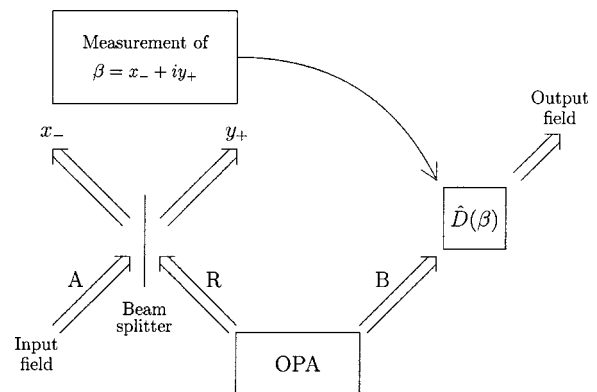 Measurement of
β = x₋ + iy₊
Output
field
x₋
y₊
D̂(β)
A
R
B
Beam
splitter
Input
field
OPA